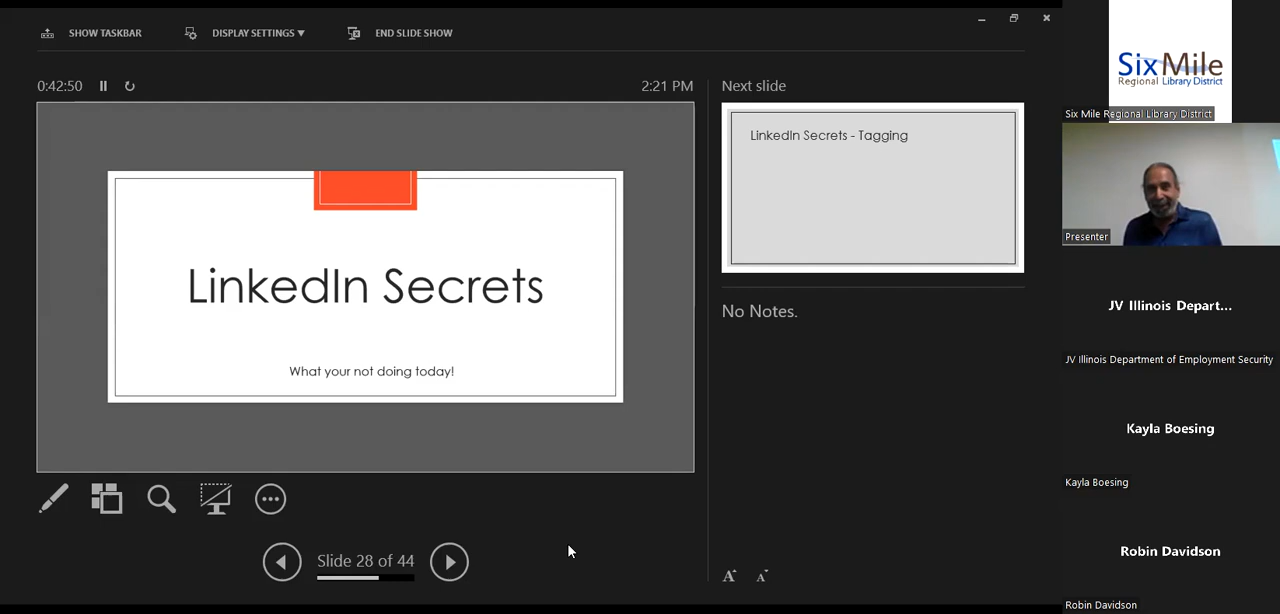 SHOW TASKBAR
DISPLAY SETTINGS ▼
END SLIDE SHOW
0:42:50
2:21 PM
LinkedIn Secrets
What your not doing today!
Slide 28 of 44
Next slide
LinkedIn Secrets - Tagging
No Notes.
A A
SixMile
Regional Library District
Six Mile Regional Library District
Presenter
JV Illinois Depart...
JV Illinois Department of Employment Security
Kayla Boesing
Kayla Boesing
Robin Davidson
Robin Davidson